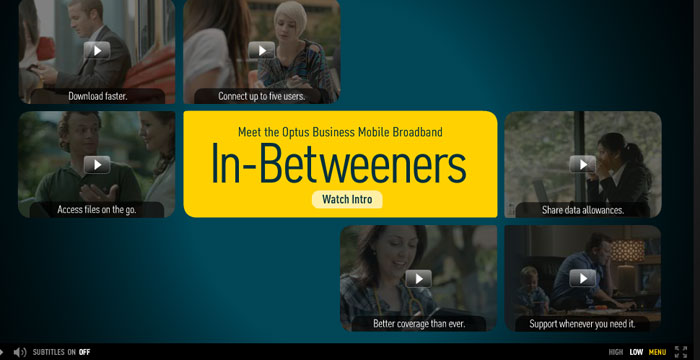 Download faster.
Connect up to five users.
Meet the Optus Business Mobile Broadband
In-Betweeners
Watch Intro
Access files on the go.
Share data allowances.
Better coverage than ever.
Support whenever you need it.
SUBTITLES ON OFF
HIGH LOW MENU